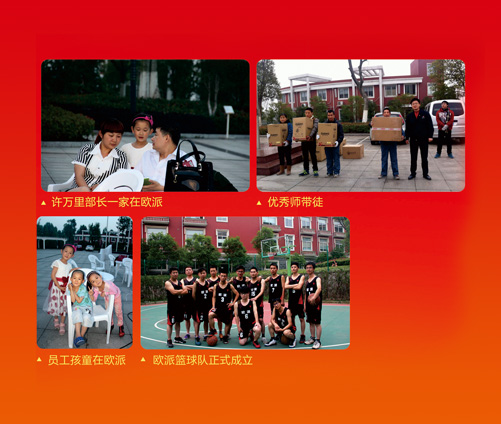 许万里部长一家在欧派
优秀师带徒
员工孩童在欧派
欧派篮球队正式成立